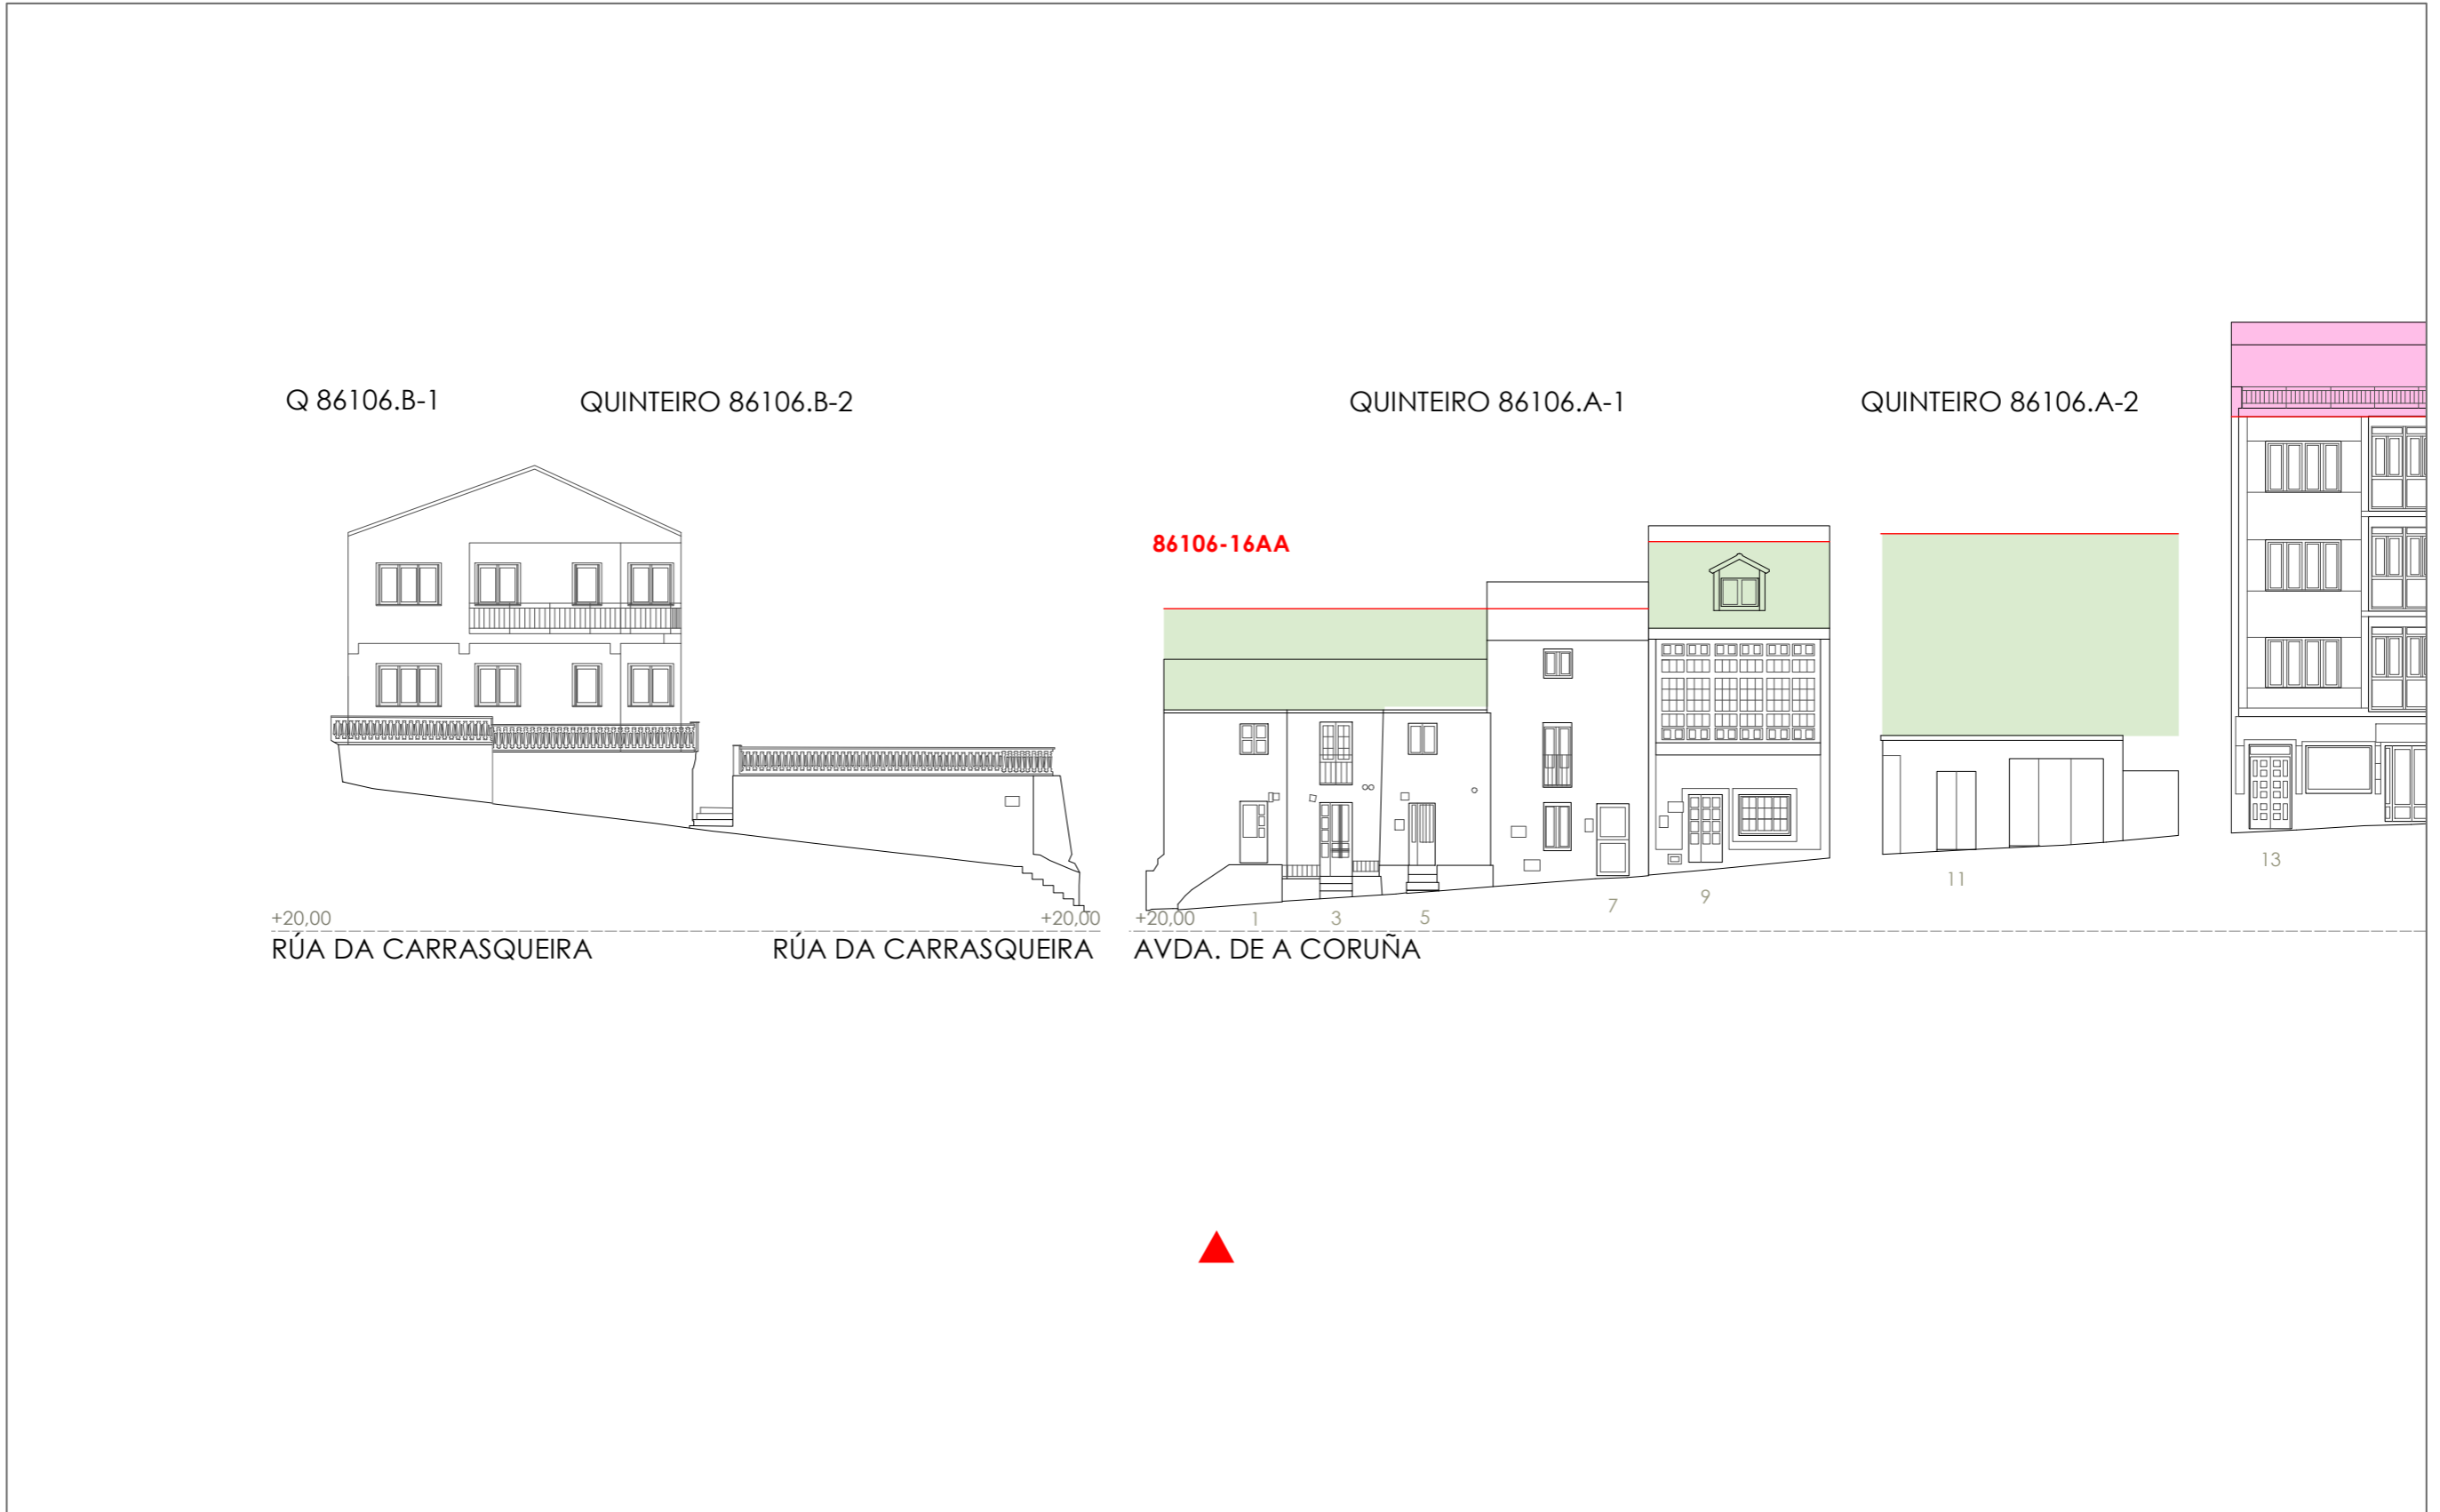 Q 86106.B-1
QUINTEIRO 86106.B-2
QUINTEIRO 86106.A-1
QUINTEIRO 86106.A-2
86106-16AA
13
11
9
7
+20,00
+20,00
+20,00
1
3
5
RÚA DA CARRASQUEIRA
RÚA DA CARRASQUEIRA
AVDA. DE A CORUÑA